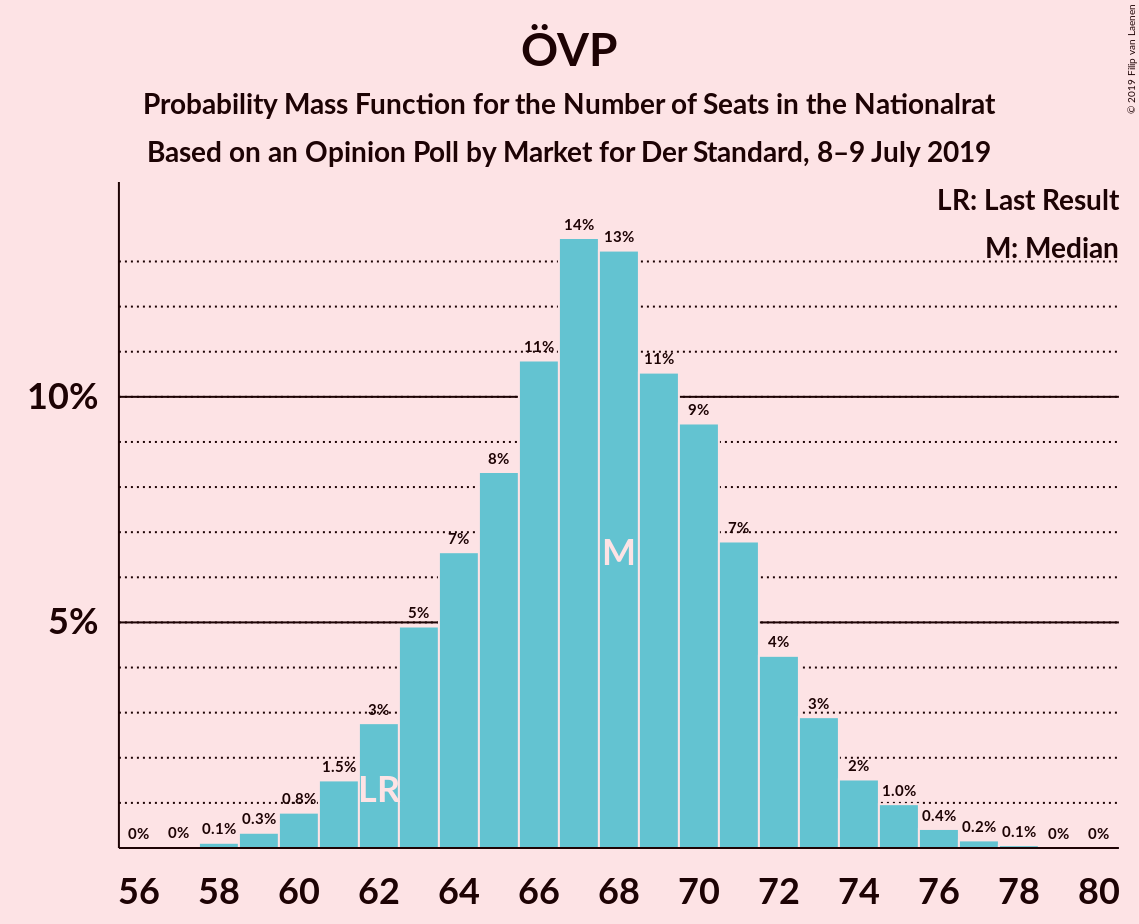 ÖVP
Probability Mass Function for the Number of Seats in the Nationalrat
Based on an Opinion Poll by Market for Der Standard, 8–9 July 2019
© 2019 Filip van Laenen
LR: Last Result
M: Median
10%
5%
0% 0% 0.1% 0.3% 0.8% 1.5% 3% 5% 7% 8% 11% 14% 13% 11% 9% 7% 4% 3% 2% 1.0% 0.4% 0.2% 0.1% 0% 0%
LR
M
56 58 60 62 64 66 68 70 72 74 76 78 80